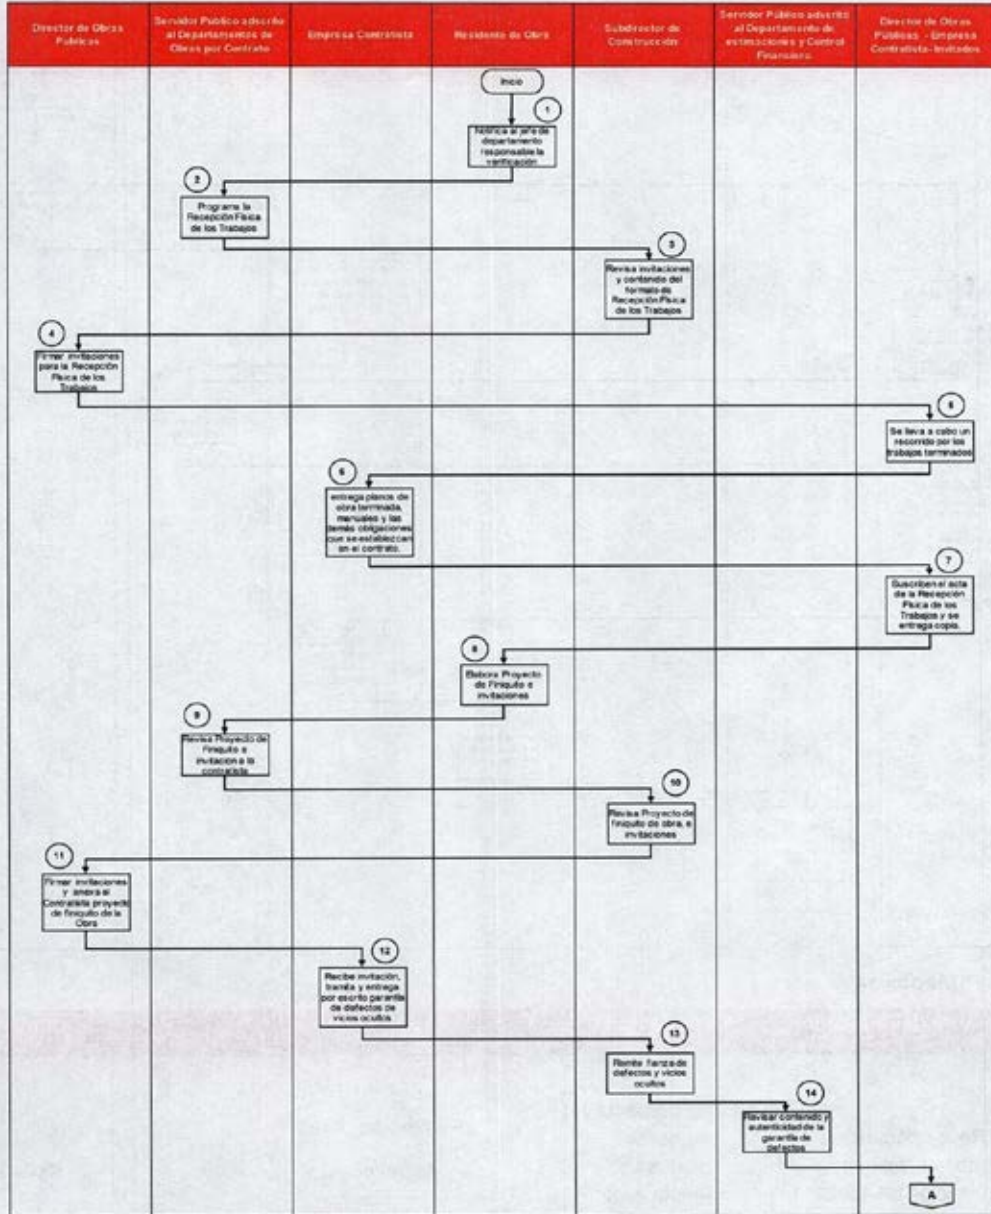 Director de Obras
Públicas
Servidor Público adscrito
al Departamentos de
Obras por Contrato
Empresa Contratista
Residente de Obra
Subdirector de
Construcción
Servidor Público adscrito
al Departamento de
estimaciones y Control
Financiero
Director de Obras
Públicas - Empresa
Contratista- Invitados
Inicio
1
Notifica al jefe de
departamento
responsable la
verificación
2
Programa la
Recepción Física
de los Trabajos
3
Revisa invitaciones
y contenido del
formato de
Recepción Física
de los Trabajos
4
Firmar invitaciones
para la Recepción
Física de los
Trabajos
Se lleva a cabo un
recorrido por los
trabajos terminados
entrega planos de
obra terminada,
manuales y las
demás obligaciones
que se establezcan
en el contrato.
7
Suscriben el acta
de la Recepción
Física de los
Trabajos y se
entrega copia.
Elabora Proyecto
de Finiquito e
invitaciones
9
Revisa Proyecto de
Finiquito e
invitacion a la
contratista
10
Revisa Proyecto de
finiquito de obra, e
invitaciones
11
Firmar invitaciones
y
Contratista proyecto
de finiquito de la
Obra
12
Recibe invitación,
tramita y entrega
por escrito garantía
de defectos de
vicios ocultos
13
Remite fianza de
defectos y vicios
ocultos
14
Revisar contenido y
autenticidad de la
garantía de
defectos
A